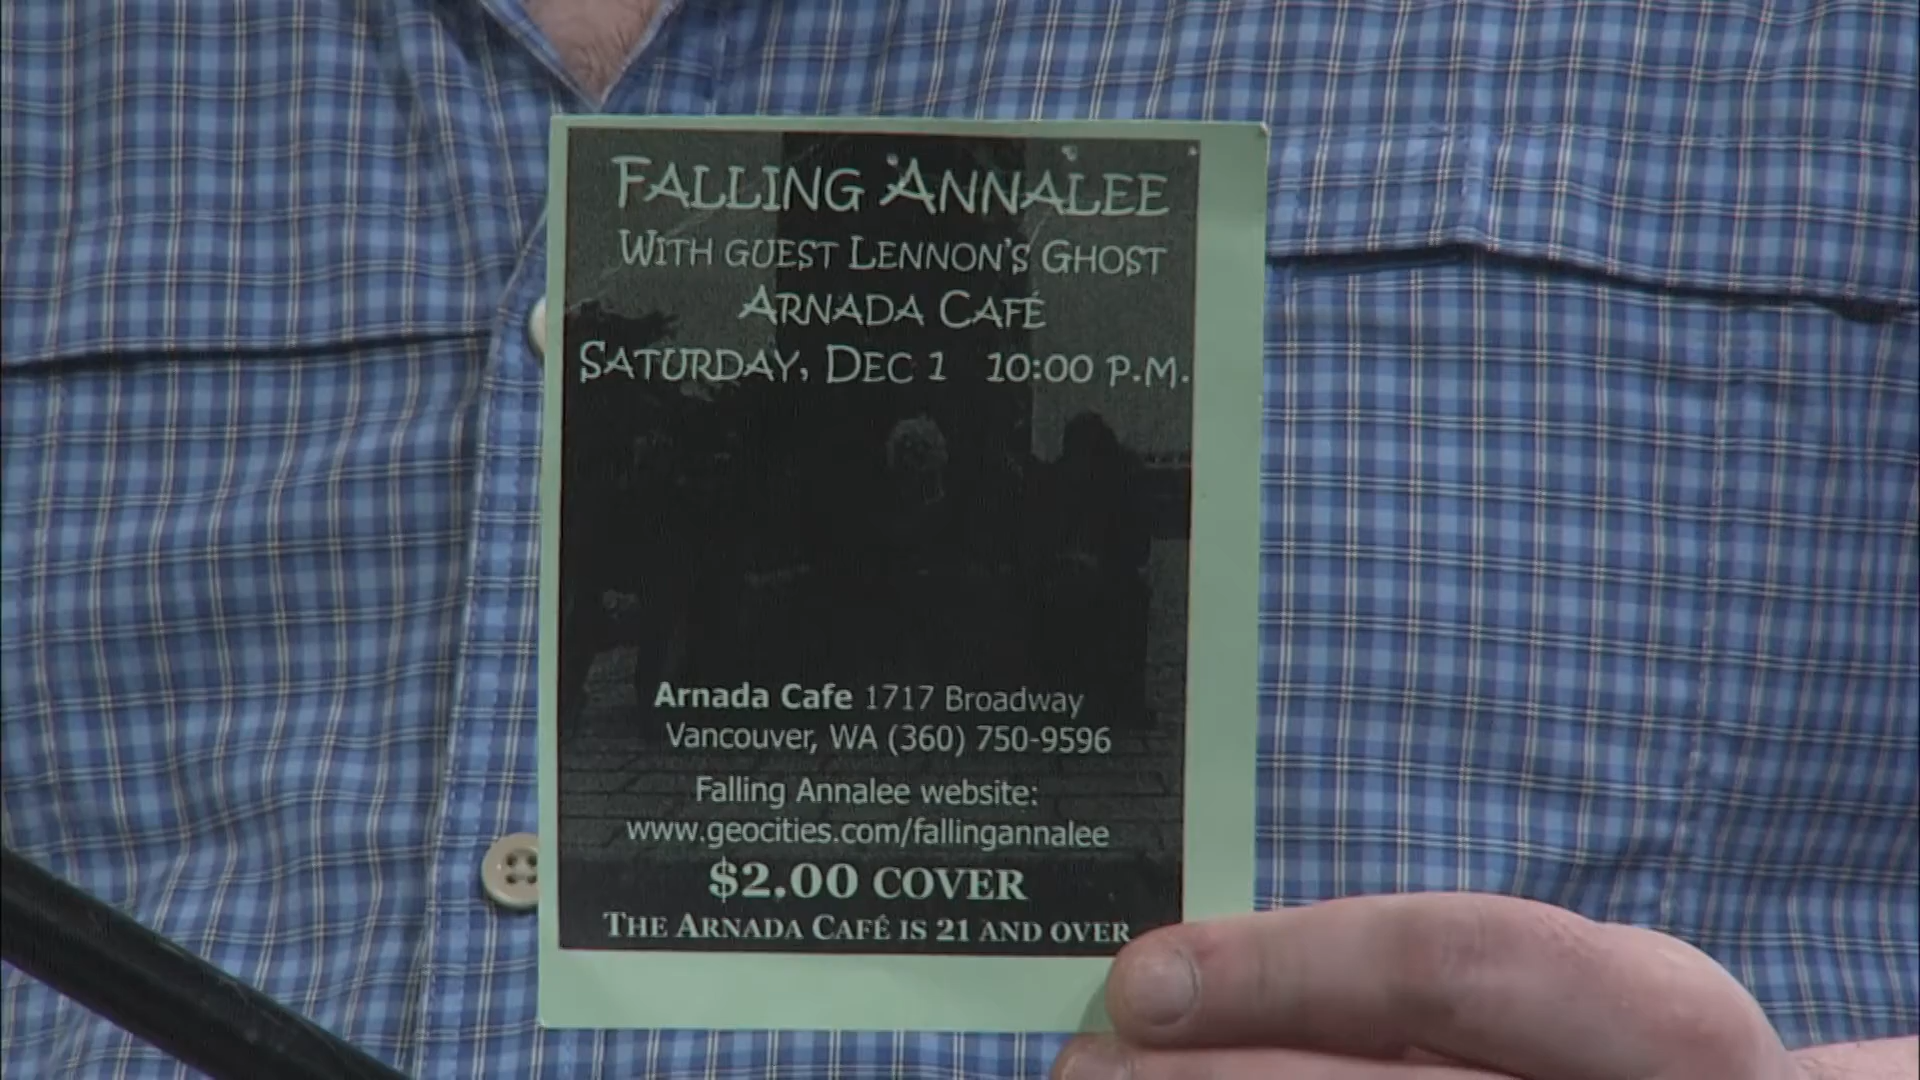 FALLING ANNALEE
WITH GUEST LENNON'S GHOST
ARNADA CAFÉ
SATURDAY, DEC 1 10:00 P.M.
Arnada Cafe 1717 Broadway
Vancouver, WA (360) 750-9596
Falling Annalee website:
www.geocities.com/fallingannalee
$2.00 COVER
THE ARNADA CAFÉ IS 21 AND OVER